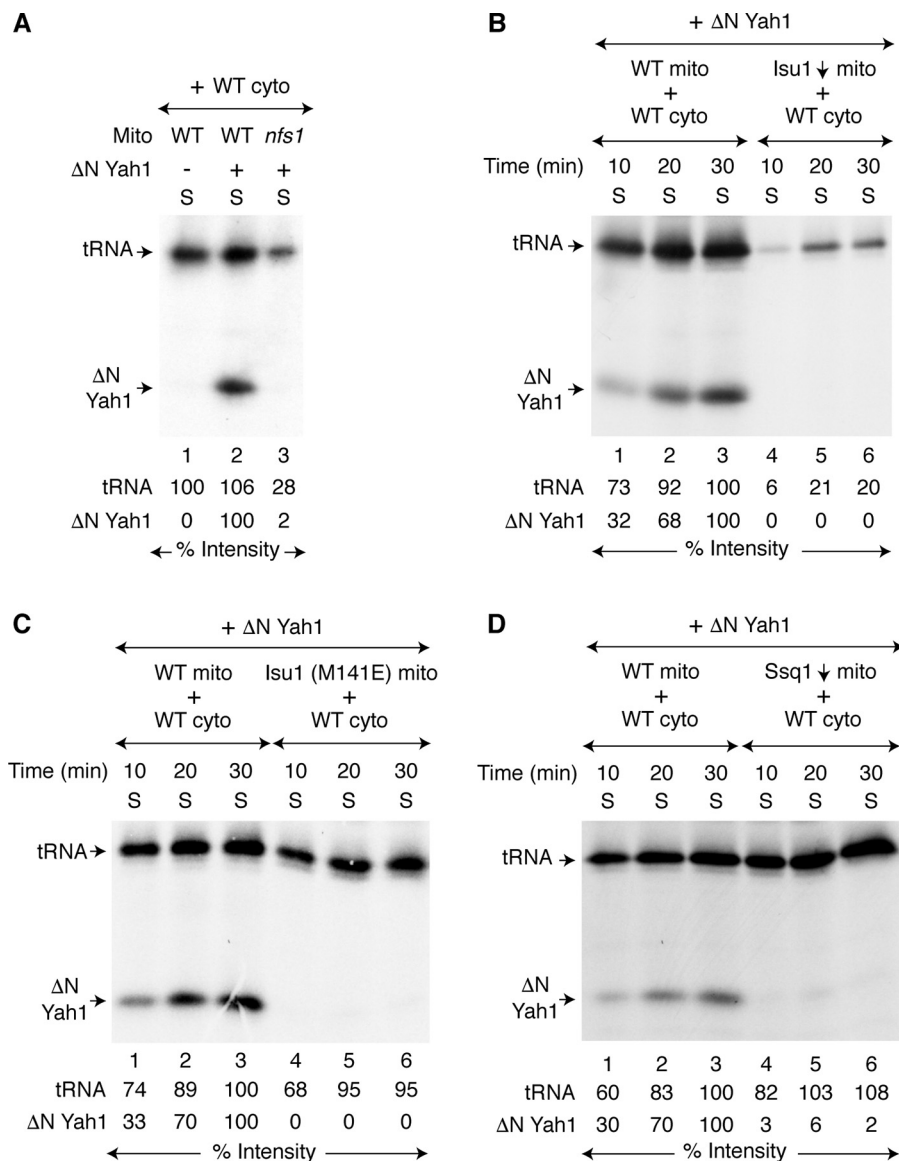 A
+ WT cyto
Mito WT WT nfs1
ΔN Yah1 - + +
S S S
tRNA
ΔN
Yah1
1 2 3
tRNA 100 106 28
ΔN Yah1 0 100 2
% Intensity
B
+ ΔN Yah1
WT mito Isu1↓ mito
+ +
WT cyto WT cyto
Time (min) 10 20 30 10 20 30
S S S S S S
tRNA
ΔN
Yah1
1 2 3 4 5 6
tRNA 73 92 100 6 21 20
ΔN Yah1 32 68 100 0 0 0
% Intensity
C
+ ΔN Yah1
WT mito Isu1 (M141E) mito
+ +
WT cyto WT cyto
Time (min) 10 20 30 10 20 30
S S S S S S
tRNA
ΔN
Yah1
1 2 3 4 5 6
tRNA 74 89 100 68 95 95
ΔN Yah1 33 70 100 0 0 0
% Intensity
D
+ ΔN Yah1
WT mito Ssq1↓ mito
+ +
WT cyto WT cyto
Time (min) 10 20 30 10 20 30
S S S S S S
tRNA
ΔN
Yah1
1 2 3 4 5 6
tRNA 60 83 100 82 103 108
ΔN Yah1 30 70 100 3 6 2
% Intensity